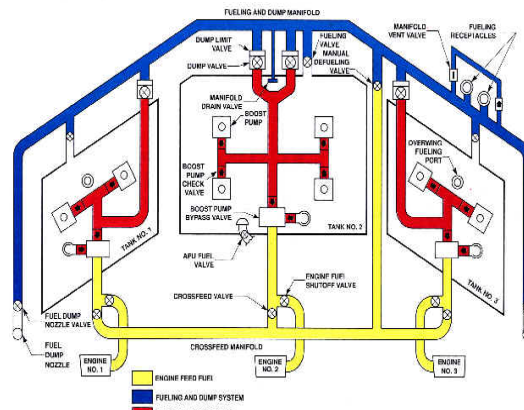 FUELING AND DUMP MANIFOLD
DUMP LIMIT
VALVE
DUMP VALVE
FUELING
VALVE
MANUAL
DEFUELING
VALVE
MANIFOLD
VENT VALVE
FUELING
RECEPTACLES
MANIFOLD
DRAIN VALVE
BOOST
PUMP
BOOST
PUMP
CHECK
VALVE
OVERWING
FUELING
PORT
BOOST PUMP
BYPASS VALVE
TANK NO. 1
TANK NO. 2
TANK NO. 3
APU FUEL
VALVE
ENGINE FUEL
SHUTOFF VALVE
CROSSFEED VALVE
FUEL DUMP
NOZZLE VALVE
FUEL
DUMP
NOZZLE
CROSSFEED MANIFOLD
ENGINE
NO. 1
ENGINE
NO. 2
ENGINE
NO. 3
ENGINE FEED FUEL
FUELING AND DUMP SYSTEM